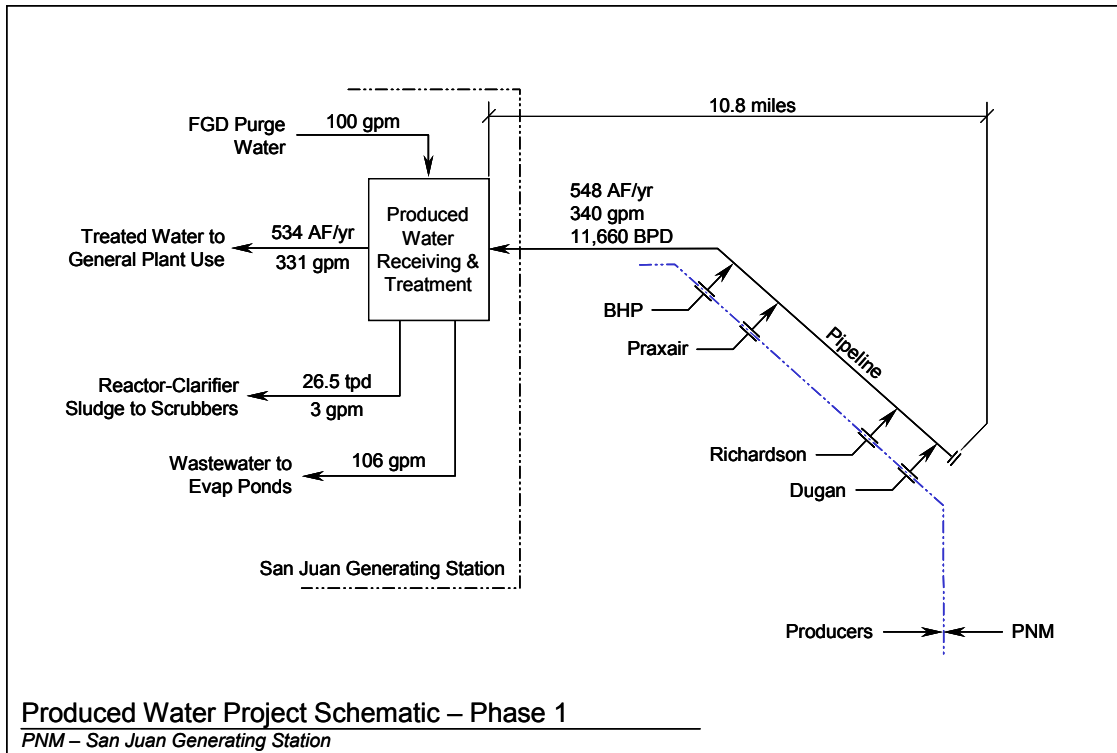 10.8 miles
FGD Purge
Water
100 gpm
548 AF/yr
340 gpm
11,660 BPD
Produced
Water
Receiving &
Treatment
Treated Water to
General Plant Use
534 AF/yr
331 gpm
BHP
Praxair
Pipeline
Reactor-Clarifier
Sludge to Scrubbers
26.5 tpd
3 gpm
Richardson
Dugan
Wastewater to
Evap Ponds
106 gpm
San Juan Generating Station
Producers
PNM
Produced Water Project Schematic – Phase 1
PNM – San Juan Generating Station